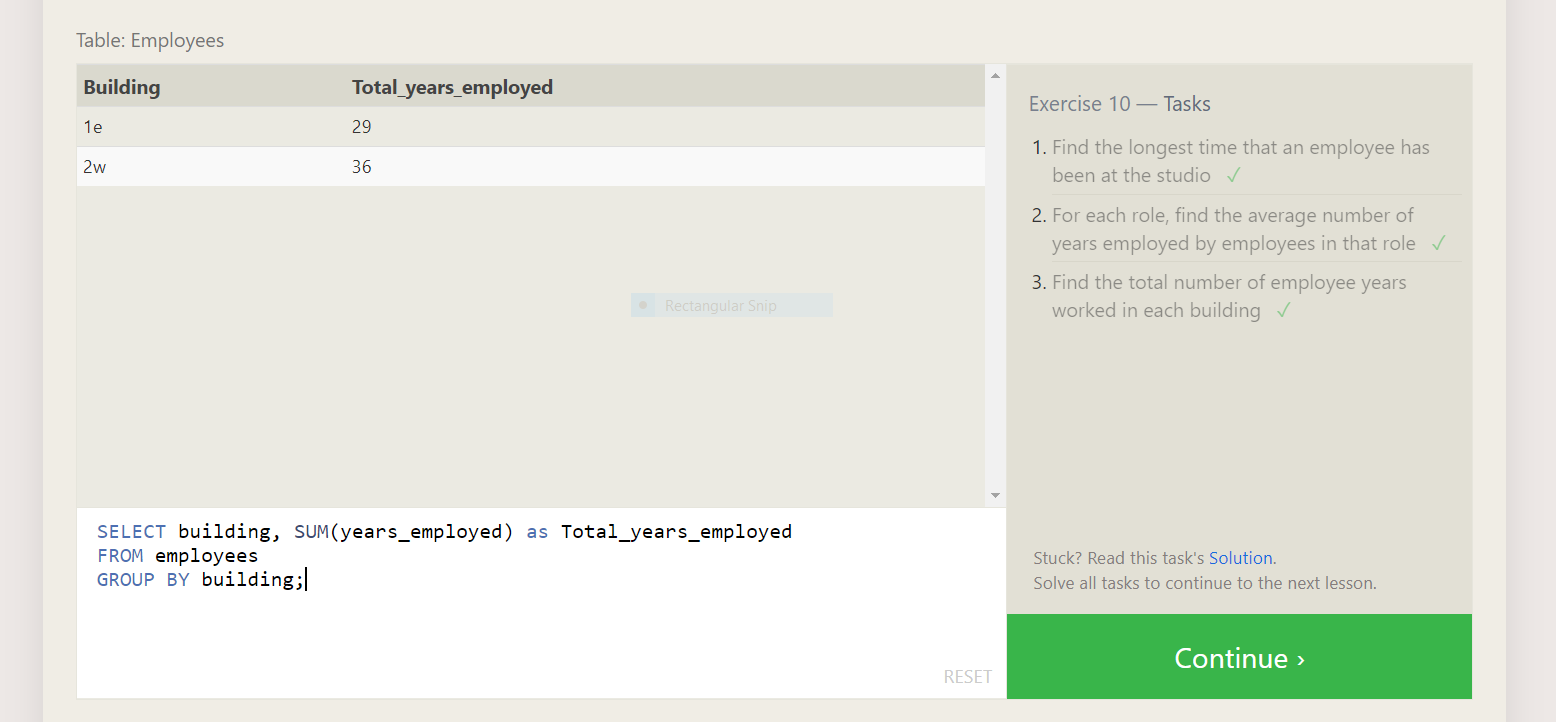 Table: Employees
Building Total_years_employed
1e 29
2w 36
Rectangular Snip
SELECT building, SUM(years_employed) as Total_years_employed
FROM employees
GROUP BY building;
RESET
Exercise 10 — Tasks
1. Find the longest time that an employee has
been at the studio ✓
2. For each role, find the average number of
years employed by employees in that role ✓
3. Find the total number of employee years
worked in each building ✓
Stuck? Read this task's Solution.
Solve all tasks to continue to the next lesson.
Continue ›